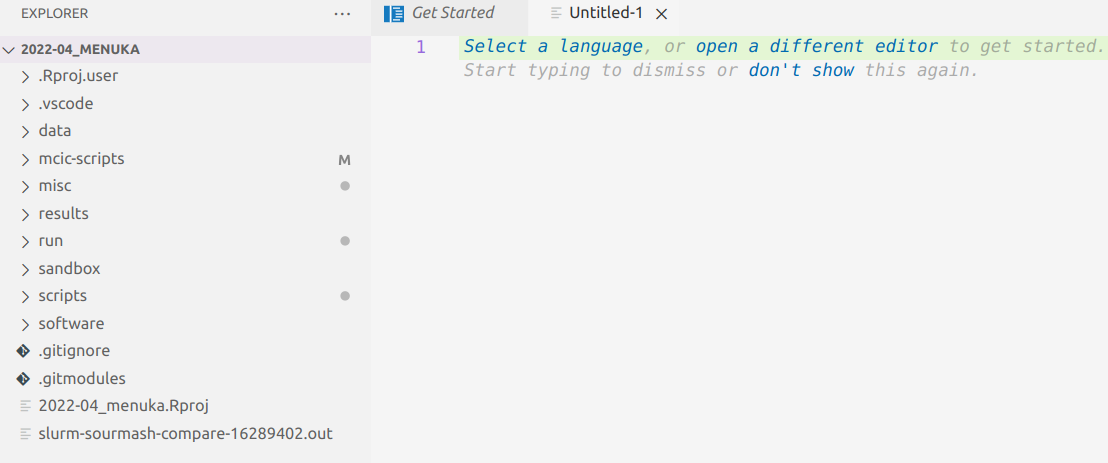 EXPLORER
2022-04_MENUKA
.Rproj.user
.vscode
data
mcic-scripts M
misc
results
run
sandbox
scripts
software
.gitignore
.gitmodules
2022-04_menuka.Rproj
slurm-sourmash-compare-16289402.out
Get Started Untitled-1
1 Select a language, or open a different editor to get started.
Start typing to dismiss or don't show this again.